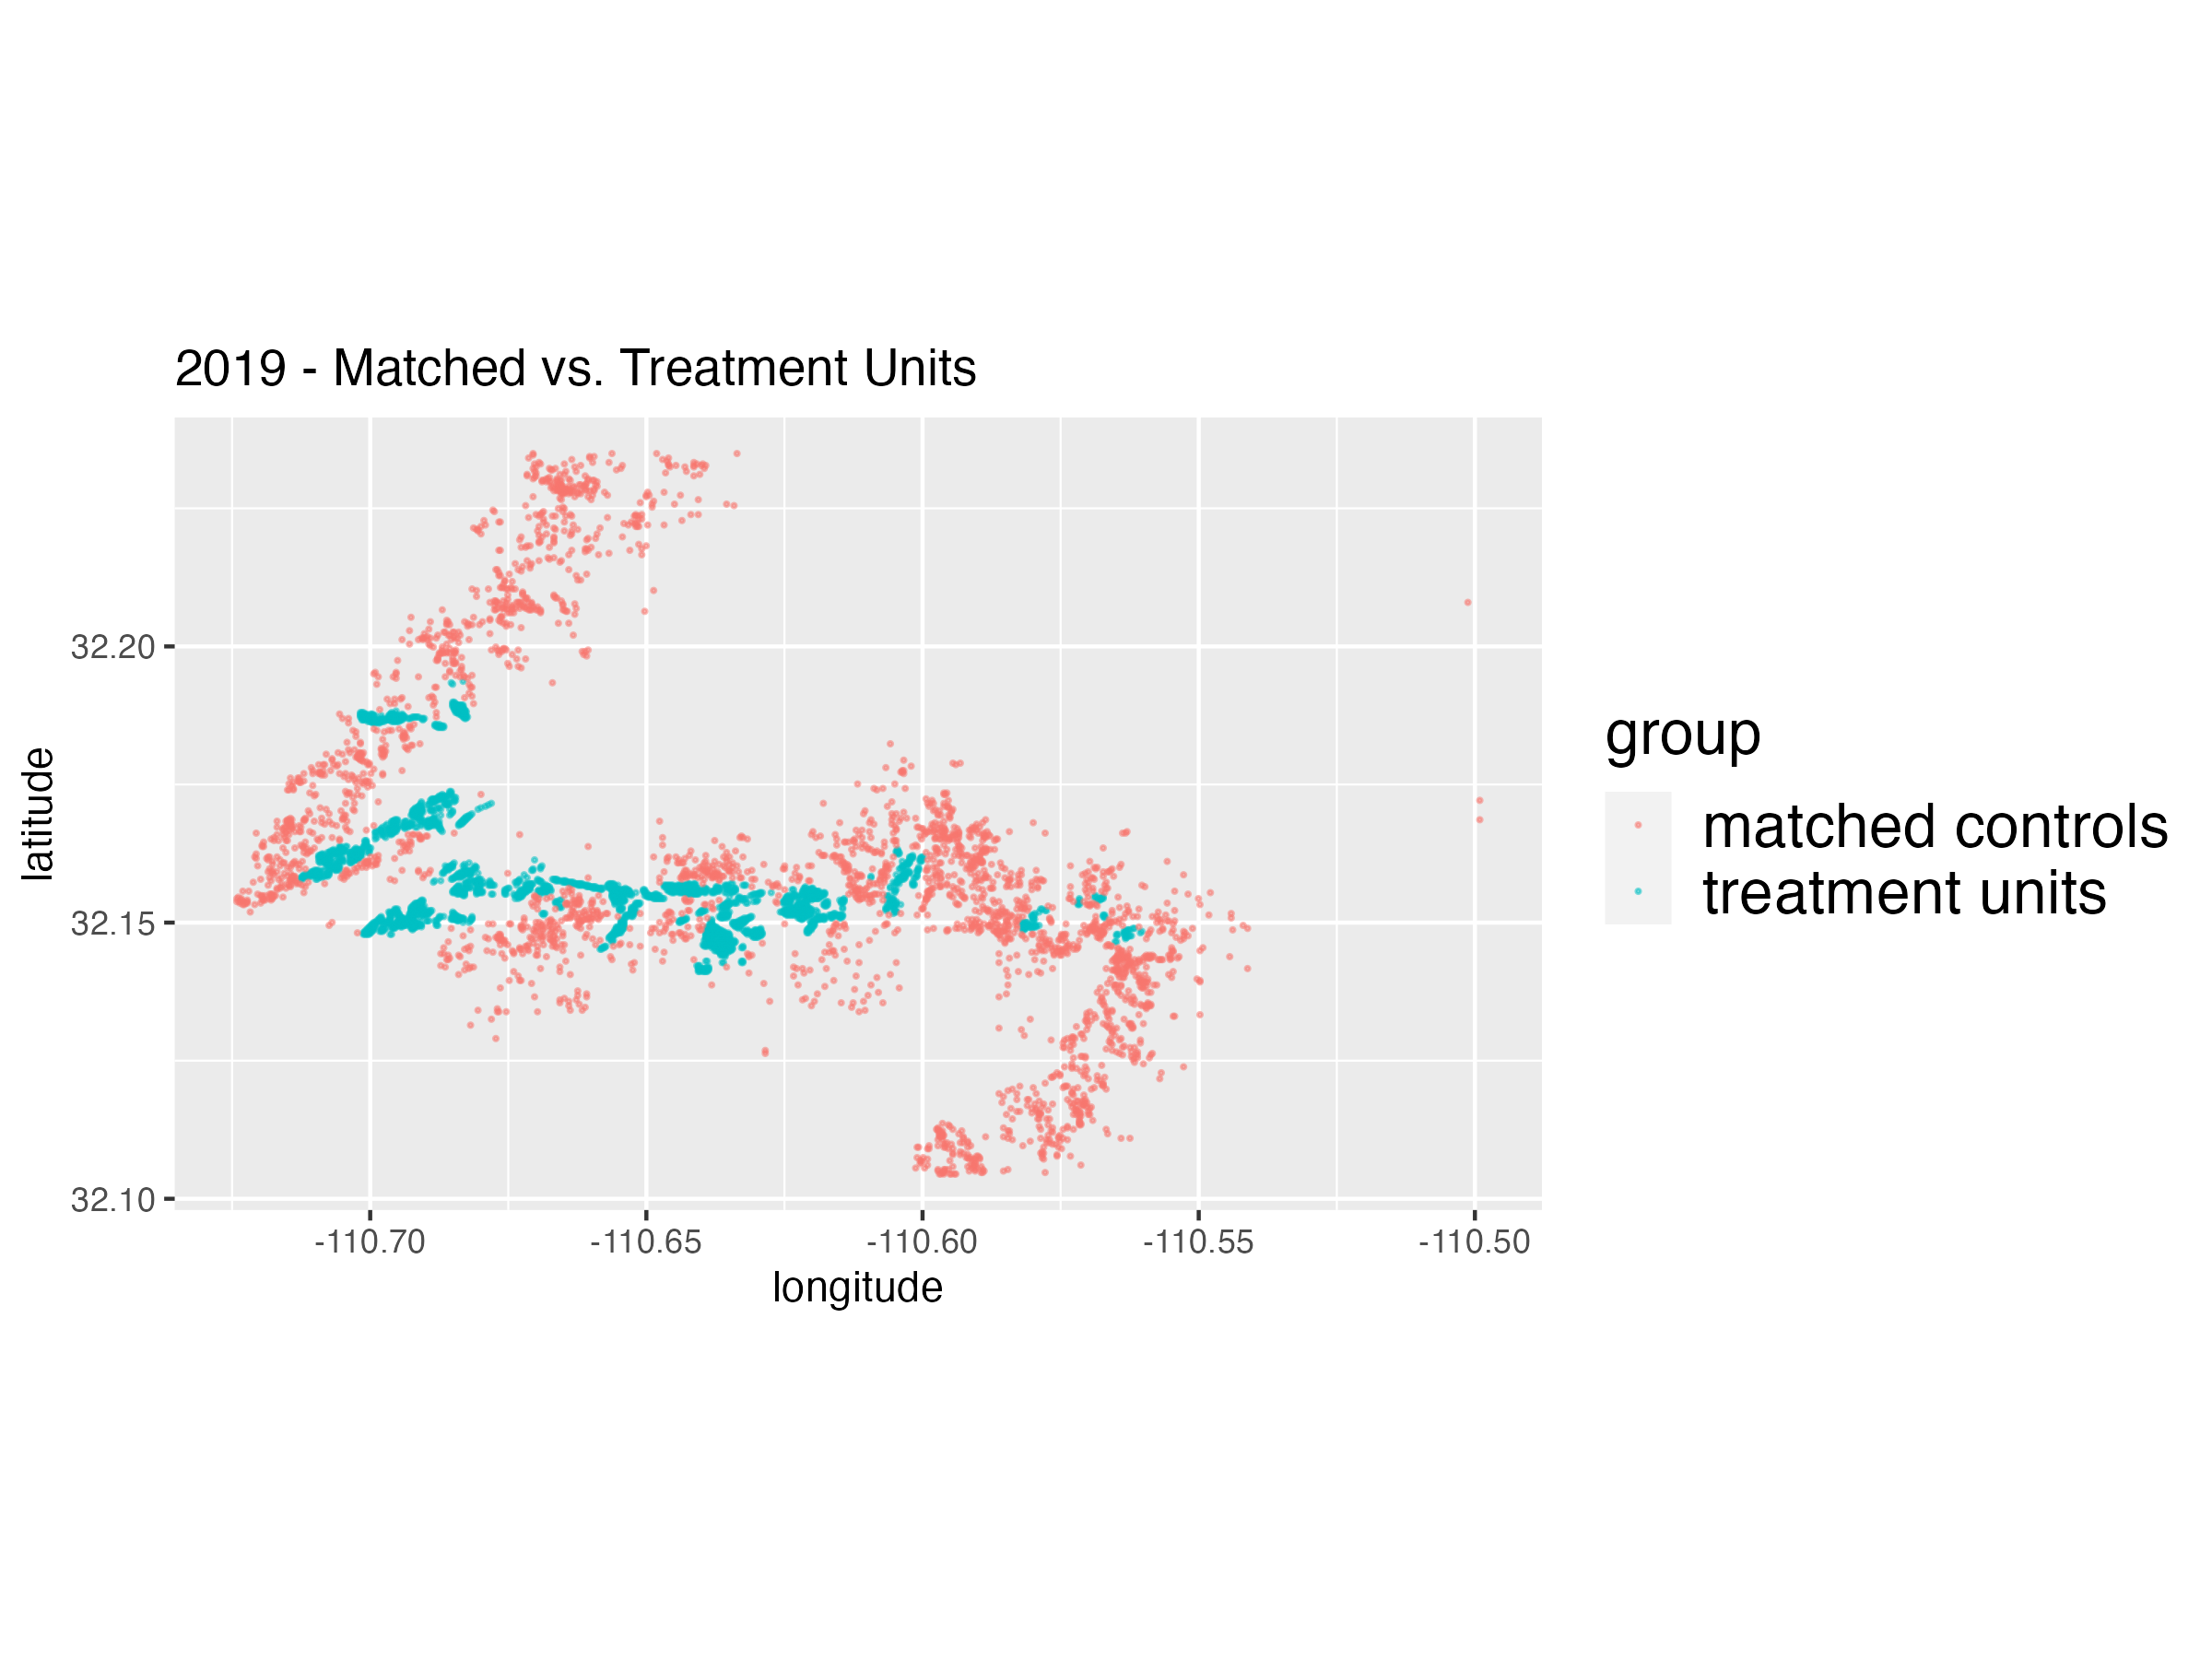 2019 - Matched vs. Treatment Units
32.20
32.15
32.10
latitude
-110.70
-110.65
-110.60
-110.55
-110.50
longitude
group
matched controls
treatment units